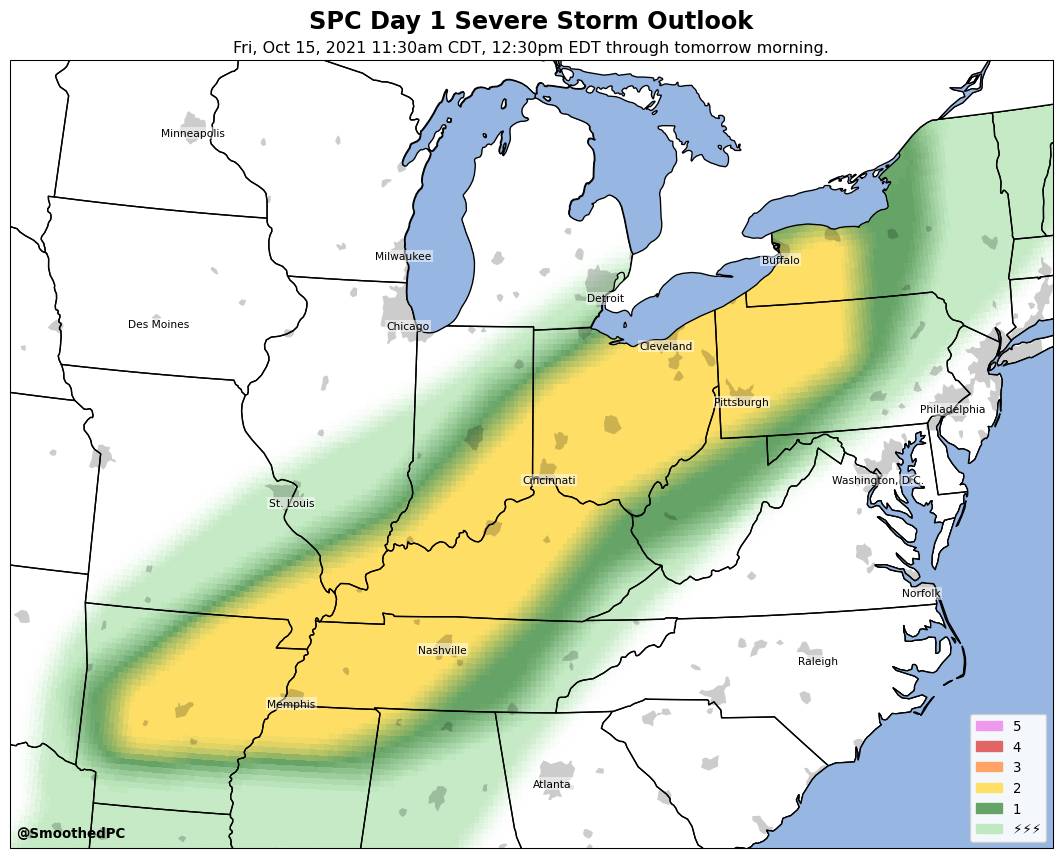 SPC Day 1 Severe Storm Outlook
Fri, Oct 15, 2021 11:30am CDT, 12:30pm EDT through tomorrow morning.
Minneapolis
Milwaukee
Buffalo
Detroit
Des Moines
Chicago
Cleveland
Pittsburgh
Philadelphia
Cincinnati
Washington, D.C.
St. Louis
Norfolk
Nashville
Raleigh
Memphis
Atlanta
5
4
3
2
1
⚡⚡⚡
@SmoothedPC